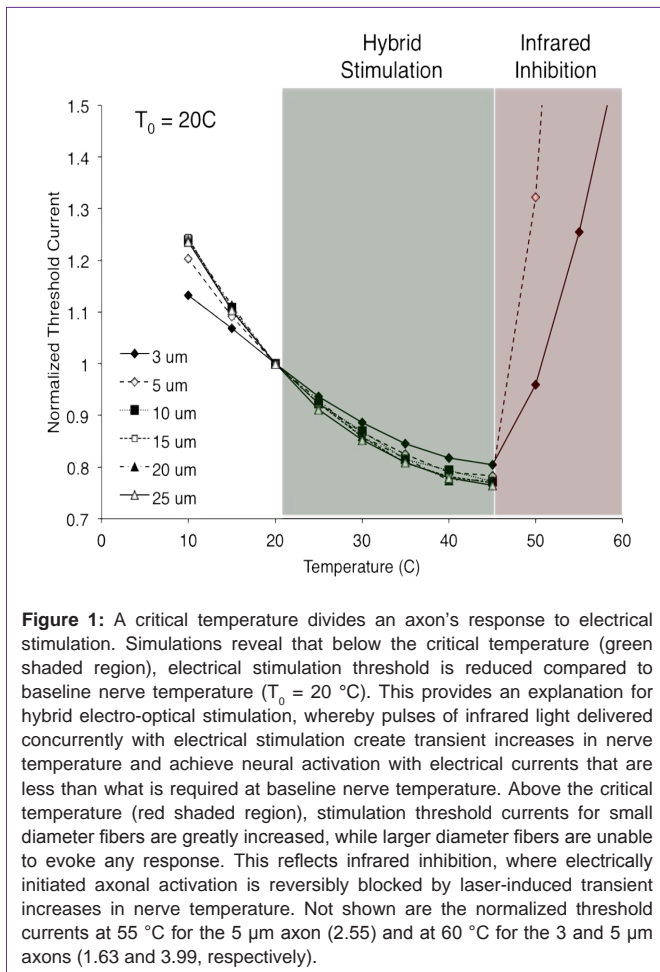 Hybrid
Stimulation
Infrared
Inhibition
T0 = 20C
Normalized Threshold Current
1.5
1.4
1.3
1.2
1.1
1
0.9
0.8
0.7
3 um
5 um
10 um
15 um
20 um
25 um
0 10 20 30 40 50 60
Temperature (C)
Figure 1: A critical temperature divides an axon's response to electrical
stimulation. Simulations reveal that below the critical temperature (green
shaded region), electrical stimulation threshold is reduced compared to
baseline nerve temperature (T0 = 20 °C). This provides an explanation for
hybrid electro-optical stimulation, whereby pulses of infrared light delivered
concurrently with electrical stimulation create transient increases in nerve
temperature and achieve neural activation with electrical currents that are
less than what is required at baseline nerve temperature. Above the critical
temperature (red shaded region), stimulation threshold currents for small
diameter fibers are greatly increased, while larger diameter fibers are unable
to evoke any response. This reflects infrared inhibition, where electrically
initiated axonal activation is reversibly blocked by laser-induced transient
increases in nerve temperature. Not shown are the normalized threshold
currents at 55 °C for the 5 µm axon (2.55) and at 60 °C for the 3 and 5 µm
axons (1.63 and 3.99, respectively).